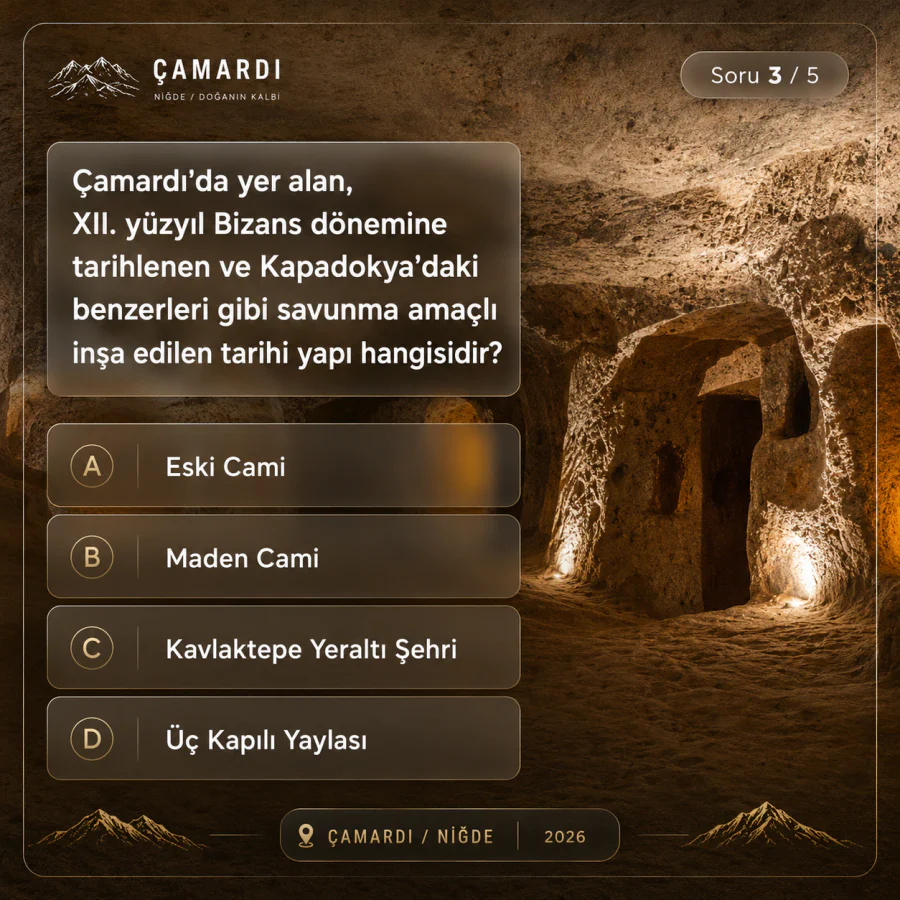 ÇAMARDI
NİĞDE / DOĞANIN KALBİ
Soru 3 / 5
Çamardı’da yer alan,
XII. yüzyıl Bizans dönemine
tarihlenen ve Kapadokya’daki
benzerleri gibi savunma amaçlı
inşa edilen tarihi yapı hangisidir?
A Eski Cami
B Maden Cami
C Kavlaktepe Yeraltı Şehri
D Üç Kapılı Yaylası
ÇAMARDI / NİĞDE 2026